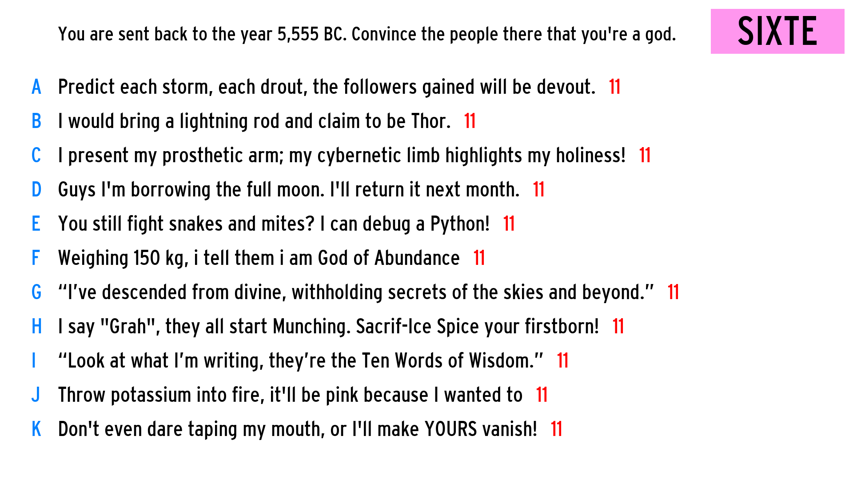 You are sent back to the year 5,555 BC. Convince the people there that you're a god.
SIXTE
A Predict each storm, each drout, the followers gained will be devout. 11
B I would bring a lightning rod and claim to be Thor. 11
C I present my prosthetic arm; my cybernetic limb highlights my holiness! 11
D Guys I'm borrowing the full moon. I'll return it next month. 11
E You still fight snakes and mites? I can debug a Python! 11
F Weighing 150 kg, i tell them i am God of Abundance 11
G “I’ve descended from divine, withholding secrets of the skies and beyond.” 11
H I say "Grah", they all start Munching. Sacrif-Ice Spice your firstborn! 11
I “Look at what I’m writing, they’re the Ten Words of Wisdom.” 11
J Throw potassium into fire, it'll be pink because I wanted to 11
K Don't even dare taping my mouth, or I'll make YOURS vanish! 11